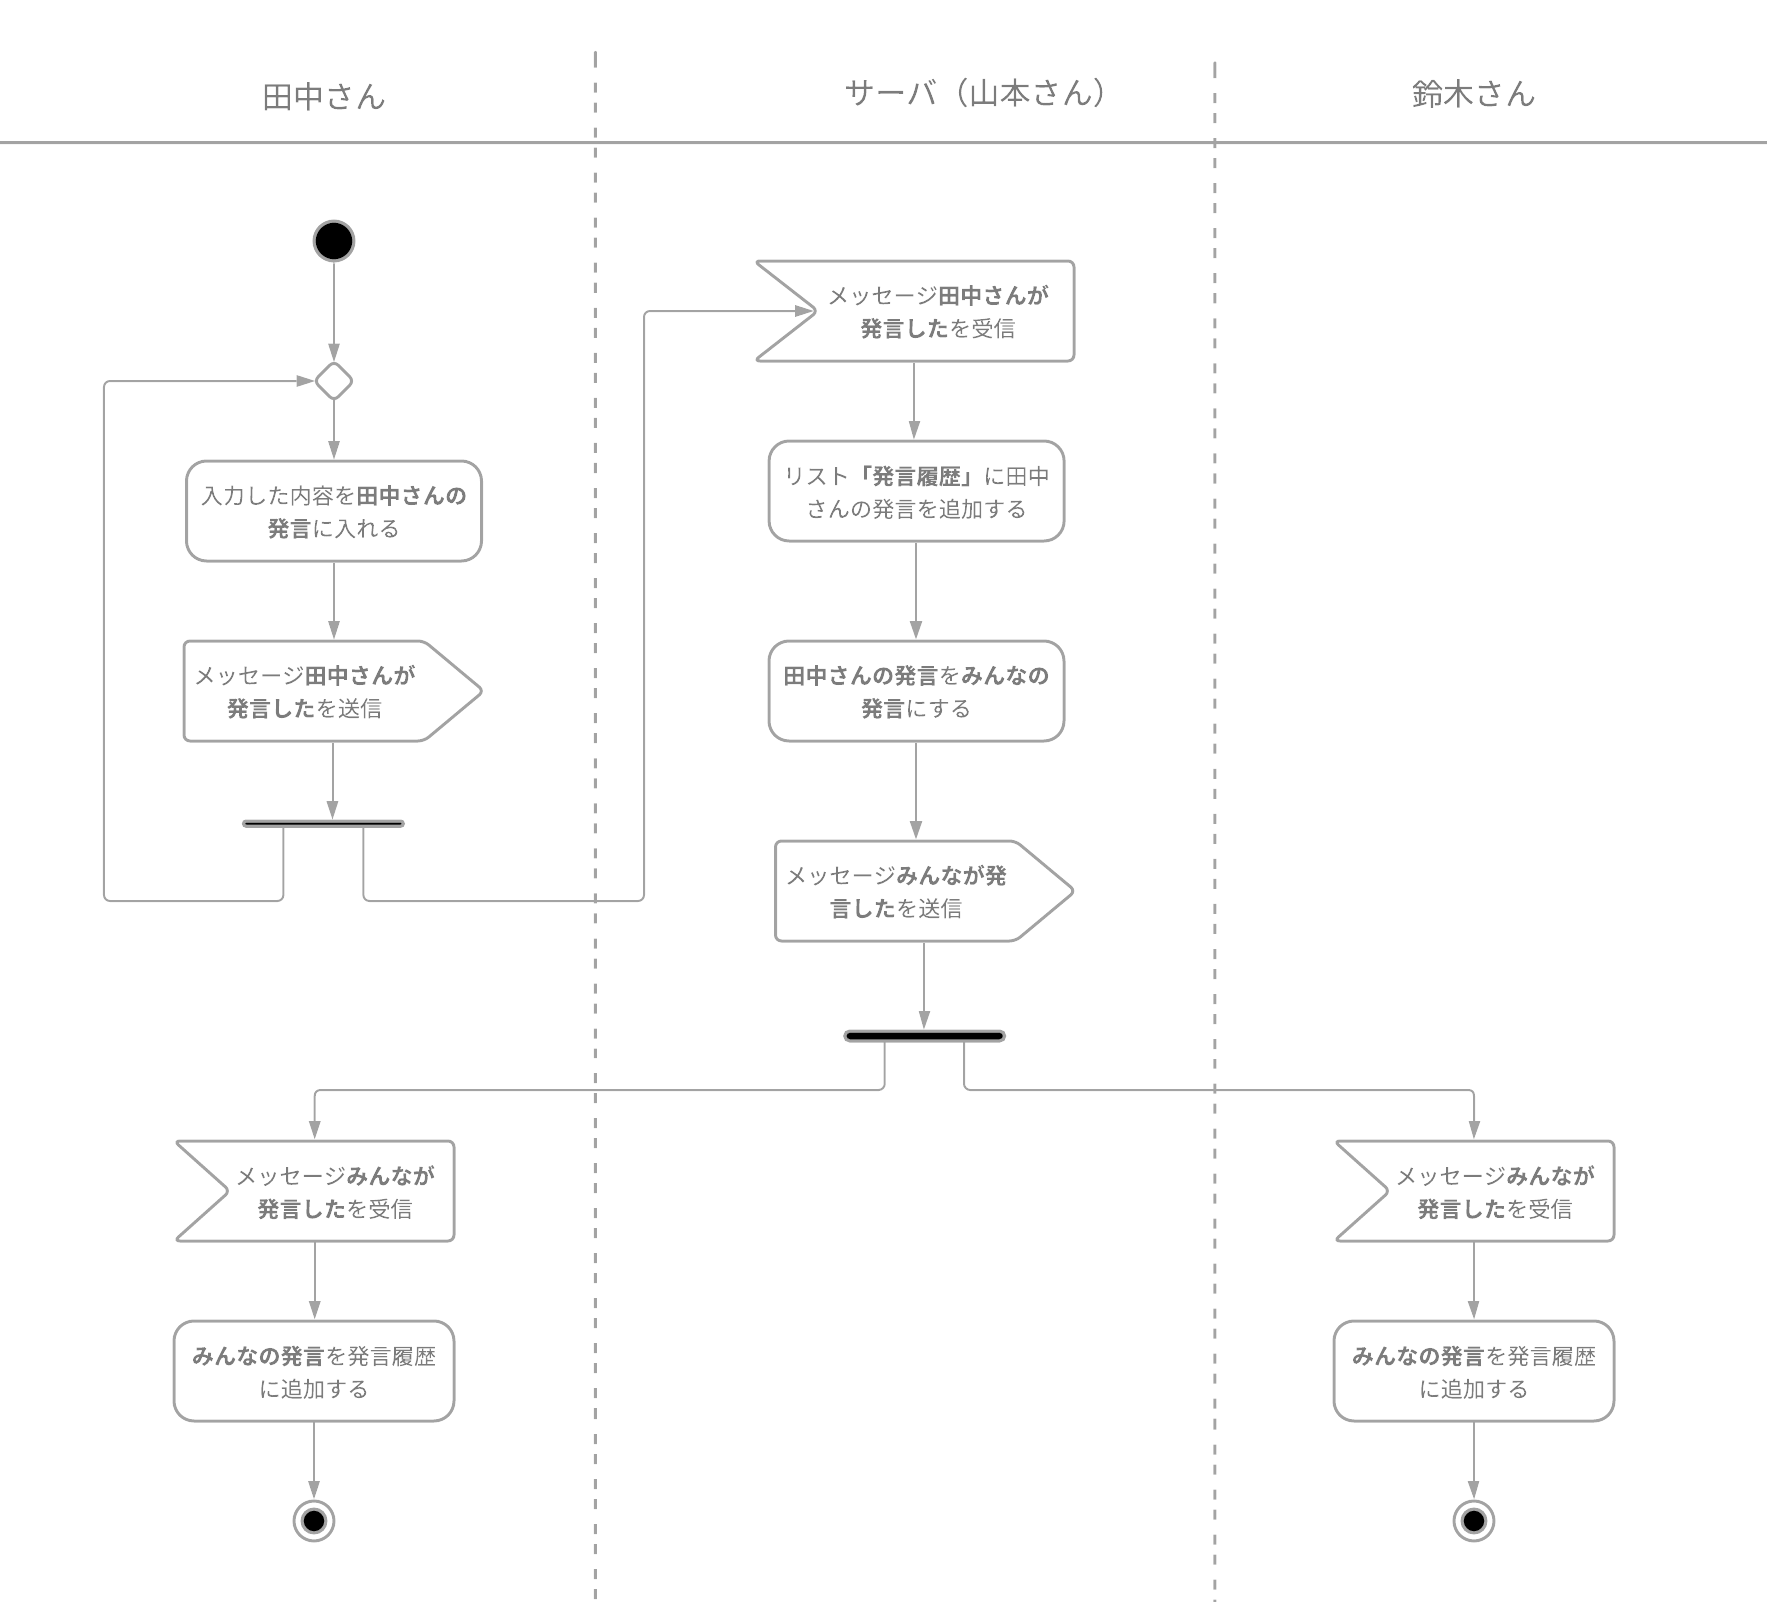 田中さん
サーバ（山本さん）
鈴木さん
入力した内容を田中さんの
発言に入れる
メッセージ田中さんが
発言したを送信
メッセージ田中さんが
発言したを受信
リスト「発言履歴」に田中
さんの発言を追加する
田中さんの発言をみんなの
発言にする
メッセージみんなが発
言したを送信
メッセージみんなが
発言したを受信
みんなの発言を発言履歴
に追加する
メッセージみんなが
発言したを受信
みんなの発言を発言履歴
に追加する